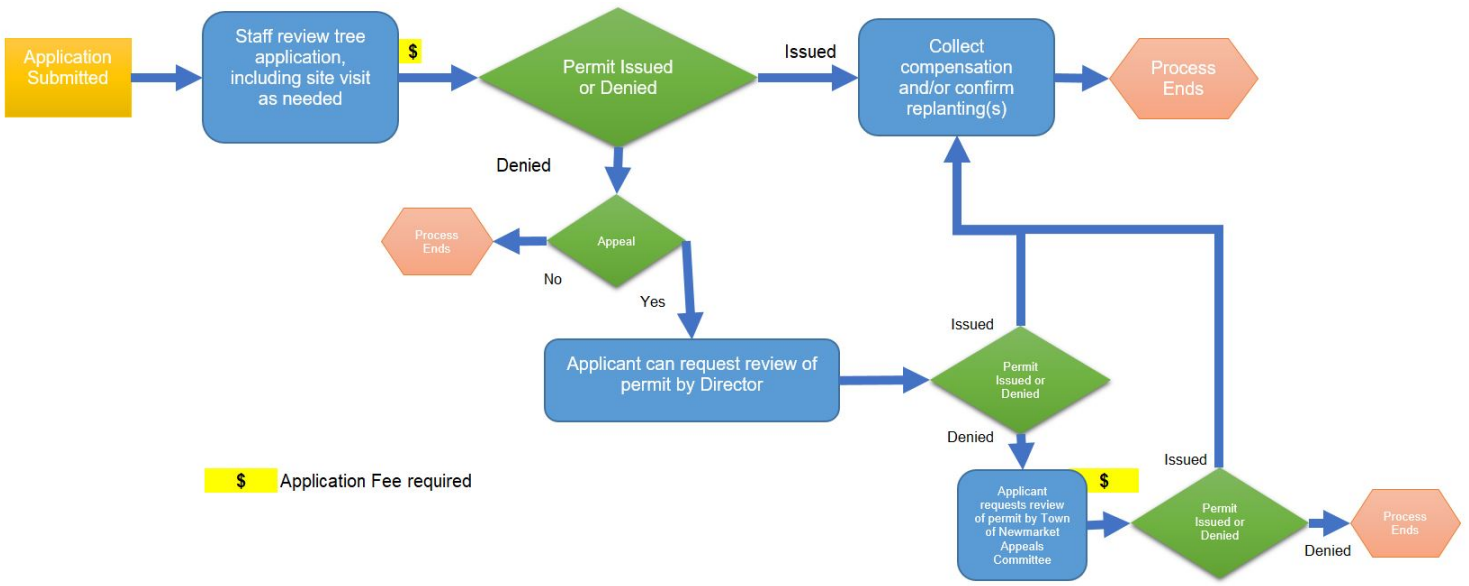 Application
Submitted
Staff review tree
application,
including site visit
as needed
$
Permit Issued
or Denied
Issued
Collect
compensation
and/or confirm
replanting(s)
Process
Ends
Denied
Appeal
Process
Ends
No
Yes
Applicant can request review of
permit by Director
Issued
Permit
Issued or
Denied
Denied
$ Application Fee required
Applicant
requests review
of permit by Town
of Newmarket
Appeals
Committee
$
Issued
Permit
Issued or
Denied
Denied
Process
Ends